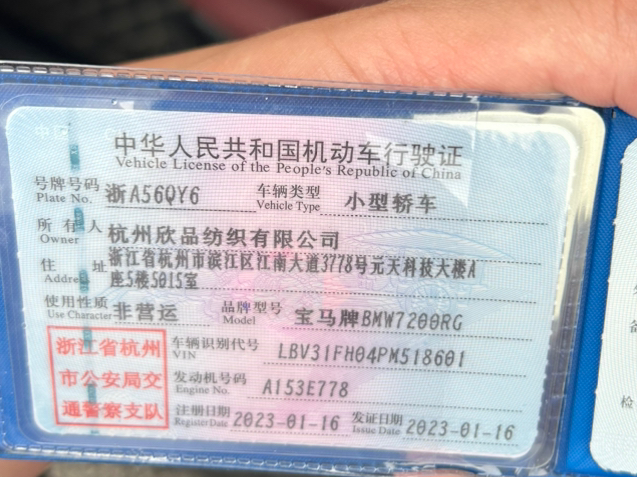 中华人民共和国机动车行驶证
Vehicle License of the People's Republic of China
号牌号码 浙A56QY6 车辆类型 小型轿车
Plate No. Vehicle Type
所有人 杭州欣品纺织有限公司
Owner
住址 浙江省杭州市滨江区江南大道3778号元天科技大楼A
Address 座5楼5015室
使用性质 非营运 品牌型号 宝马牌BMW7200RG
Use Character Model
浙江省杭州
市公安局交
通警察支队
车辆识别代号 LBV31FH04PM518601
VIN
发动机号码 A153E778
Engine No.
注册日期 2023-01-16 发证日期 2023-01-16
Register Date Issue Date
检